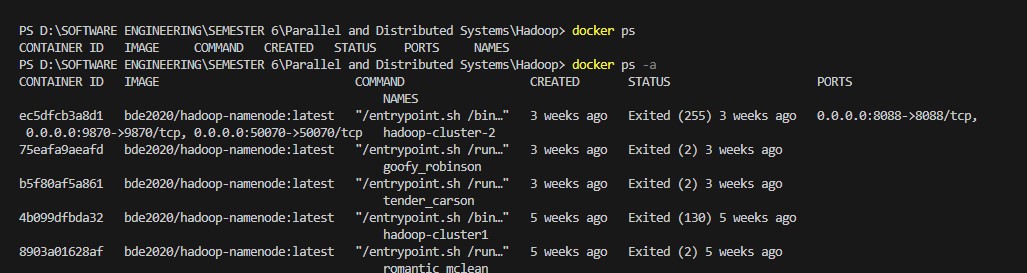 PS D:\SOFTWARE ENGINEERING\SEMESTER 6\Parallel and Distributed Systems\Hadoop> docker ps
CONTAINER ID   IMAGE     COMMAND   CREATED   STATUS    PORTS     NAMES
PS D:\SOFTWARE ENGINEERING\SEMESTER 6\Parallel and Distributed Systems\Hadoop> docker ps -a
CONTAINER ID   IMAGE                             COMMAND                  CREATED       STATUS                     PORTS
NAMES
ec5dfcb3a8d1   bde2020/hadoop-namenode:latest   "/entrypoint.sh /bin…"   3 weeks ago   Exited (255) 3 weeks ago   0.0.0.0:8088->8088/tcp,
0.0.0.0:9870->9870/tcp, 0.0.0.0:50070->50070/tcp   hadoop-cluster-2
75eafa9aeafd   bde2020/hadoop-namenode:latest   "/entrypoint.sh /run…"   3 weeks ago   Exited (2) 3 weeks ago
goofy_robinson
b5f80af5a861   bde2020/hadoop-namenode:latest   "/entrypoint.sh /run…"   3 weeks ago   Exited (2) 3 weeks ago
tender_carson
4b099dfbda32   bde2020/hadoop-namenode:latest   "/entrypoint.sh /bin…"   5 weeks ago   Exited (130) 5 weeks ago
hadoop-cluster1
8903a01628af   bde2020/hadoop-namenode:latest   "/entrypoint.sh /run…"   5 weeks ago   Exited (2) 5 weeks ago
romantic_mclean